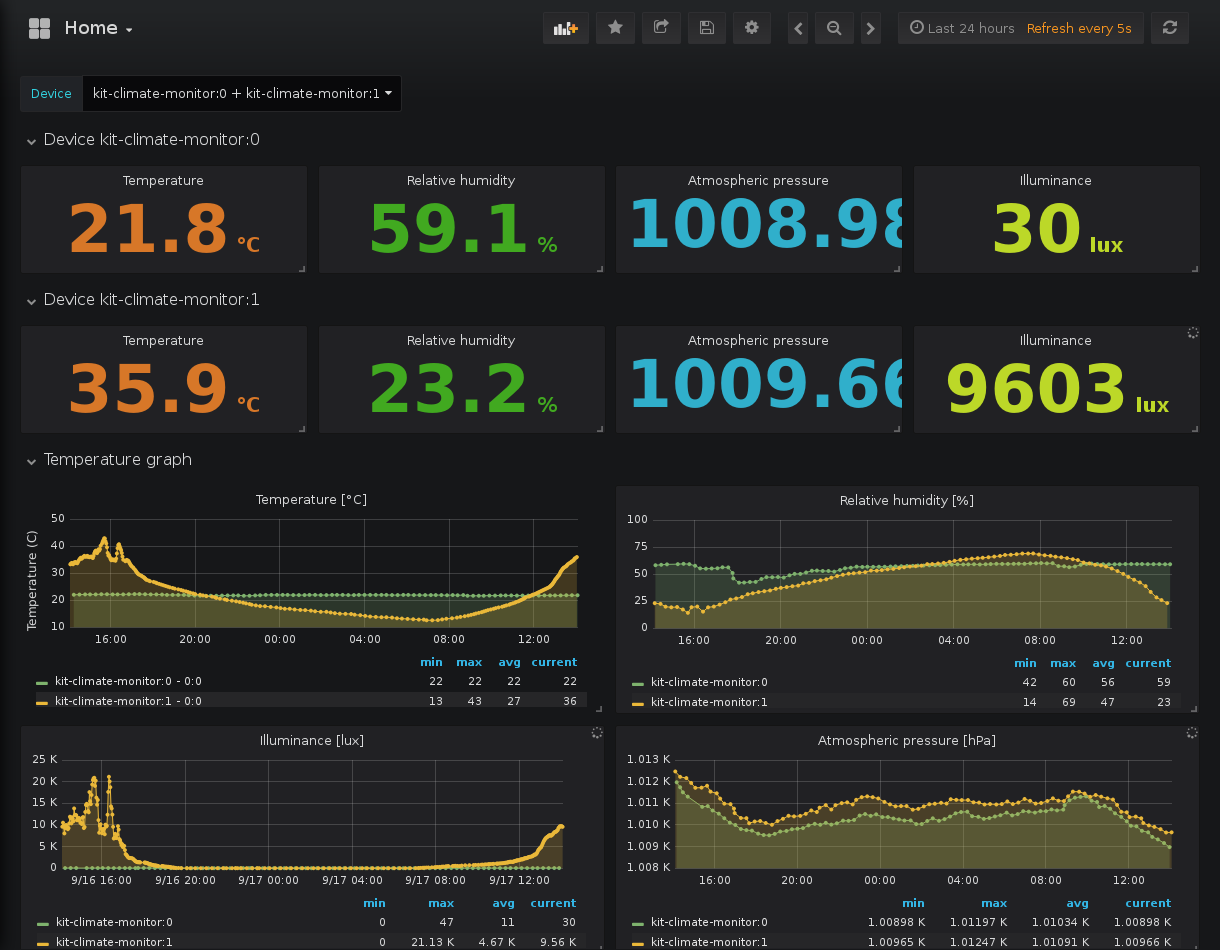 Home
Last 24 hours Refresh every 5s
Device kit-climate-monitor:0 + kit-climate-monitor:1
Device kit-climate-monitor:0
Temperature Relative humidity Atmospheric pressure Illuminance
21.8 °C 59.1 % 1008.98 30 lux
Device kit-climate-monitor:1
Temperature Relative humidity Atmospheric pressure Illuminance
35.9 °C 23.2 % 1009.66 9603 lux
Temperature graph
Temperature [°C]
Temperature (C)
50
40
30
20
10
16:00 20:00 00:00 04:00 08:00 12:00
min max avg current
kit-climate-monitor:0 - 0:0 22 22 22 22
kit-climate-monitor:1 - 0:0 13 43 27 36
Relative humidity [%]
100
75
50
25
0
16:00 20:00 00:00 04:00 08:00 12:00
min max avg current
kit-climate-monitor:0 42 60 56 59
kit-climate-monitor:1 14 69 47 23
Illuminance [lux]
25 K
20 K
15 K
10 K
5 K
0
9/16 16:00 9/16 20:00 9/17 00:00 9/17 04:00 9/17 08:00 9/17 12:00
min max avg current
kit-climate-monitor:0 0 47 11 30
kit-climate-monitor:1 0 21.13 K 4.67 K 9.56 K
Atmospheric pressure [hPa]
1.013 K
1.012 K
1.011 K
1.010 K
1.009 K
1.008 K
16:00 20:00 00:00 04:00 08:00 12:00
min max avg current
kit-climate-monitor:0 1.00898 K 1.01197 K 1.01034 K 1.00898 K
kit-climate-monitor:1 1.00965 K 1.01247 K 1.01091 K 1.00966 K